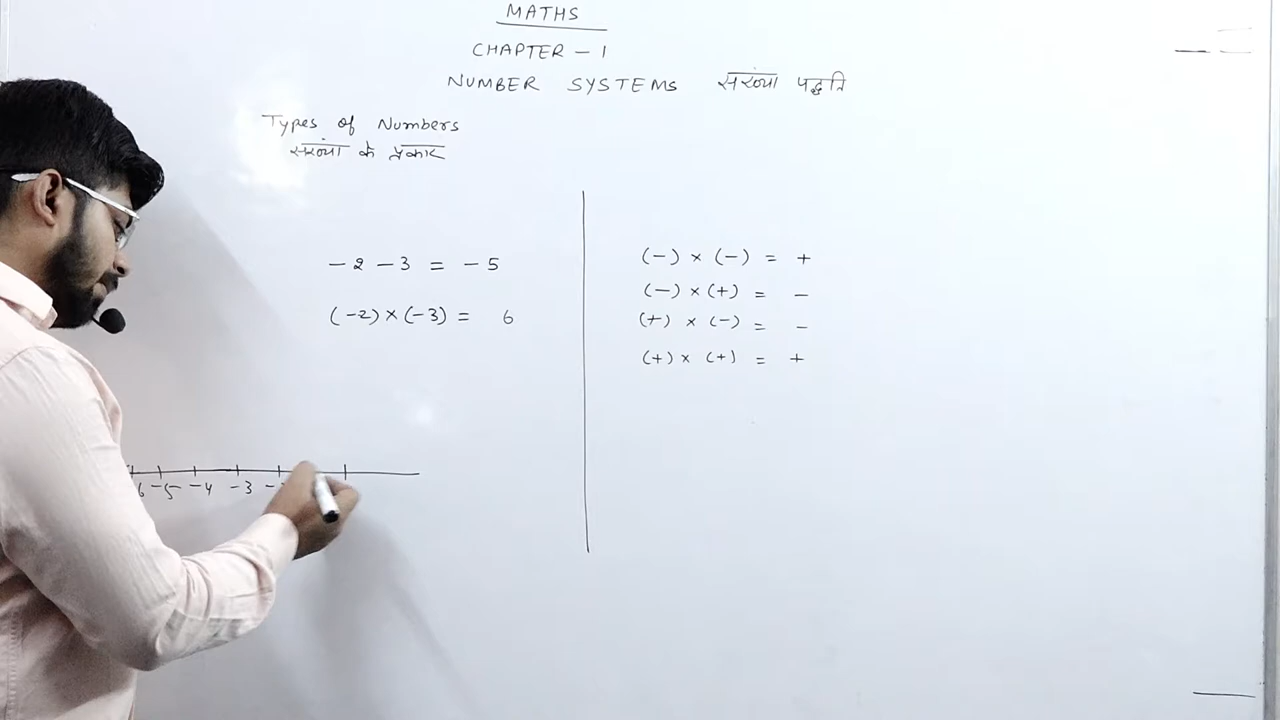 MATHS
CHAPTER - 1
NUMBER SYSTEMS संख्या पद्धति
Types of Numbers
संख्या के प्रकार
-2 -3 = -5
(-2)×(-3) = 6
(-) × (-) = +
(-) × (+) = -
(+) × (-) = -
(+) × (+) = +
6 -5 -4 -3